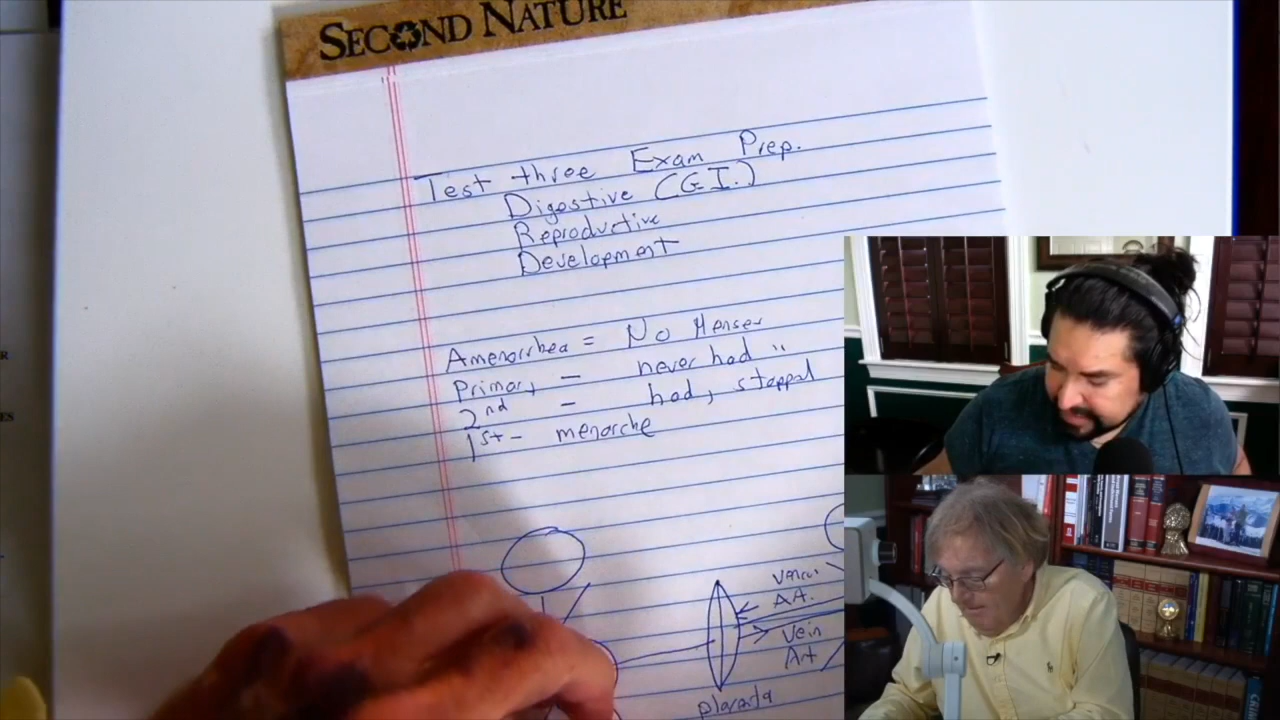 SECOND NATURE
Test three Exam Prep.
Digestive (G I.)
Reproductive
Development
Amenorrhea = No Menses
Primary - never had "
2nd - had, stopped
1st - menarche
AA.
Vein
Art
placenta